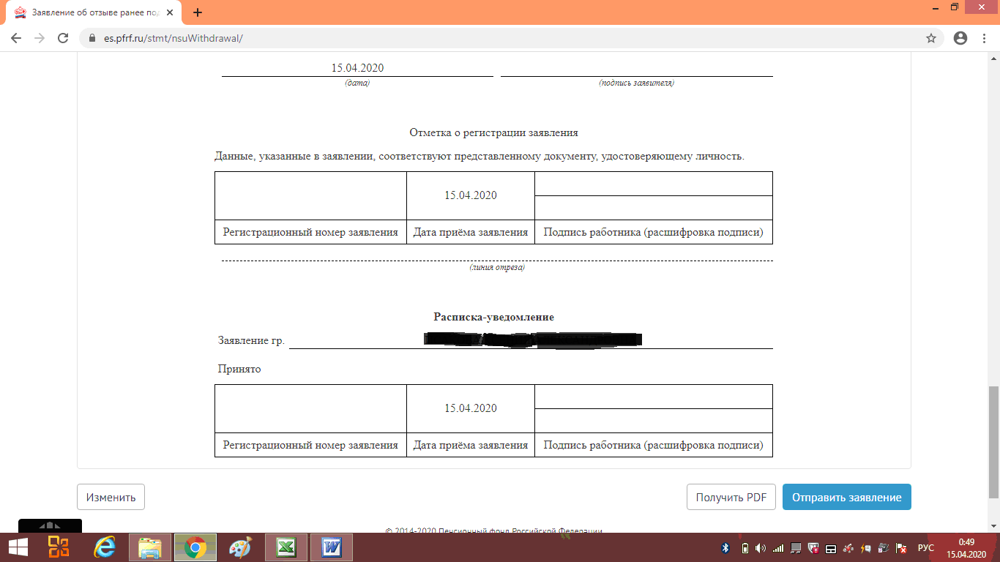 Заявление об отзыве ранее под
es.pfrf.ru/stmt/nsuWithdrawal/
15.04.2020
(дата)
(подпись заявителя)
Отметка о регистрации заявления
Данные, указанные в заявлении, соответствуют представленному документу, удостоверяющему личность.
15.04.2020
Регистрационный номер заявления
Дата приёма заявления
Подпись работника (расшифровка подписи)
(линия отреза)
Расписка-уведомление
Заявление гр.
Принято
15.04.2020
Регистрационный номер заявления
Дата приёма заявления
Подпись работника (расшифровка подписи)
Изменить
Получить PDF
Отправить заявление
© 2014-2020 Пенсионный фонд Российской Федерации
РУС
0:49
15.04.2020